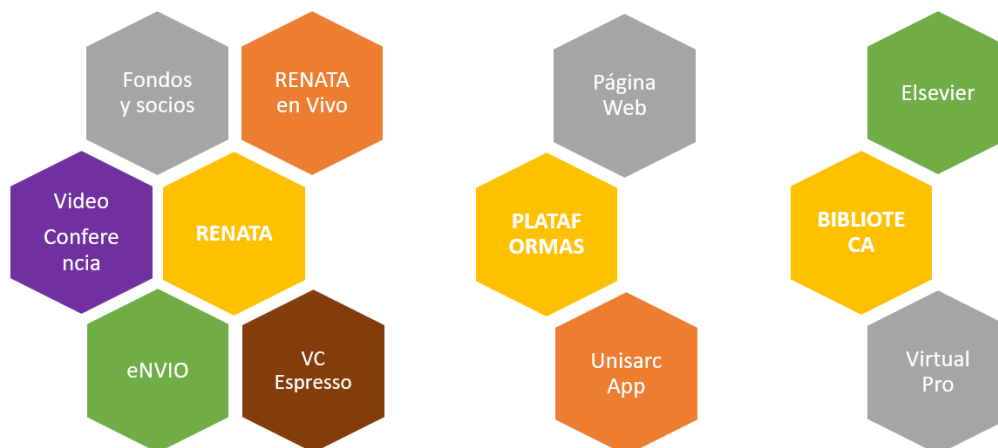 Fondos
y socios
RENATA
en Vivo
Video
Confere
ncia
RENATA
eNVIO
VC
Espresso
Página
Web
PLATAF
ORMAS
Unisarc
App
Elsevier
BIBLIOTE
CA
Virtual
Pro